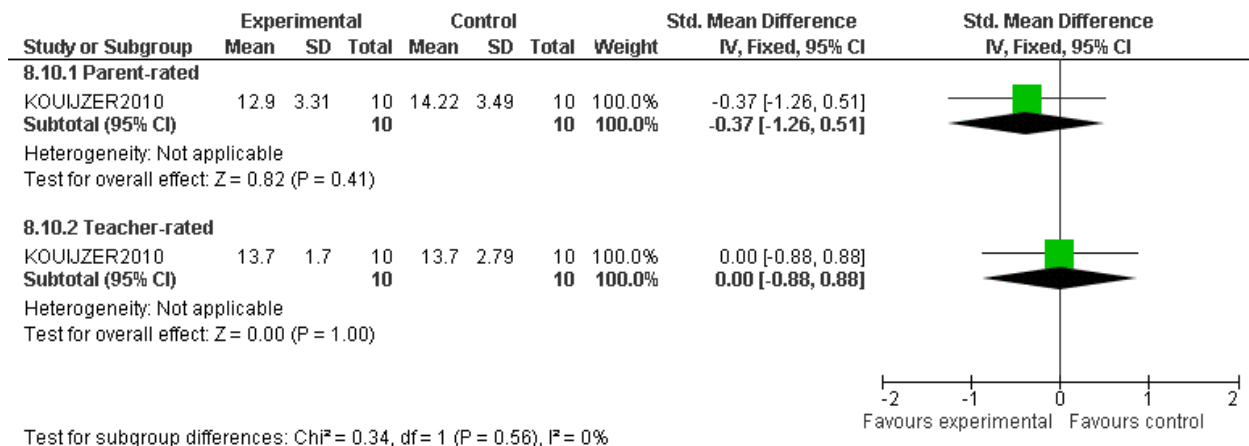 Experimental Control Std. Mean Difference Std. Mean Difference
Study or Subgroup Mean SD Total Mean SD Total Weight IV, Fixed, 95% CI IV, Fixed, 95% CI
8.10.1 Parent-rated
KOUIJZER2010 12.9 3.31 10 14.22 3.49 10 100.0% -0.37 [-1.26, 0.51]
Subtotal (95% CI) 10 10 100.0% -0.37 [-1.26, 0.51]
Heterogeneity: Not applicable
Test for overall effect: Z = 0.82 (P = 0.41)
8.10.2 Teacher-rated
KOUIJZER2010 13.7 1.7 10 13.7 2.79 10 100.0% 0.00 [-0.88, 0.88]
Subtotal (95% CI) 10 10 100.0% 0.00 [-0.88, 0.88]
Heterogeneity: Not applicable
Test for overall effect: Z = 0.00 (P = 1.00)
-2 -1 0 1 2
Favours experimental Favours control
Test for subgroup differences: Chi² = 0.34, df = 1 (P = 0.56), I² = 0%